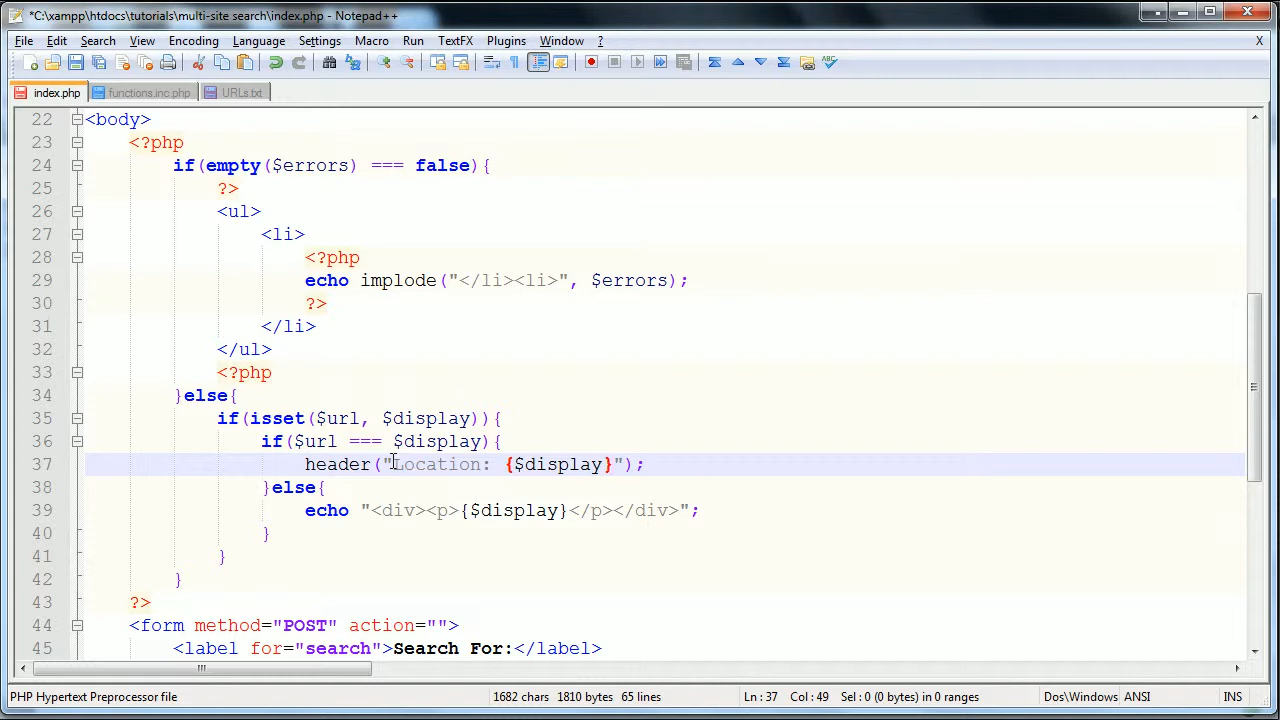 *C:\xampp\htdocs\tutorials\multi-site search\index.php - Notepad++
File Edit Search View Encoding Language Settings Macro Run TextFX Plugins Window ? X
index.php functions.inc.php URLs.txt
22 <body>
23 <?php
24 if(empty($errors) === false){
25 ?>
26 <ul>
27 <li>
28 <?php
29 echo implode("</li><li>", $errors);
30 ?>
31 </li>
32 </ul>
33 <?php
34 }else{
35 if(isset($url, $display)){
36 if($url === $display){
37 header("Location: {$display}");
38 }else{
39 echo "<div><p>{$display}</p></div>";
40 }
41 }
42 }
43 ?>
44 <form method="POST" action="">
45 <label for="search">Search For:</label>
PHP Hypertext Preprocessor file 1682 chars 1810 bytes 65 lines Ln : 37 Col : 49 Sel : 0 (0 bytes) in 0 ranges Dos\Windows ANSI INS